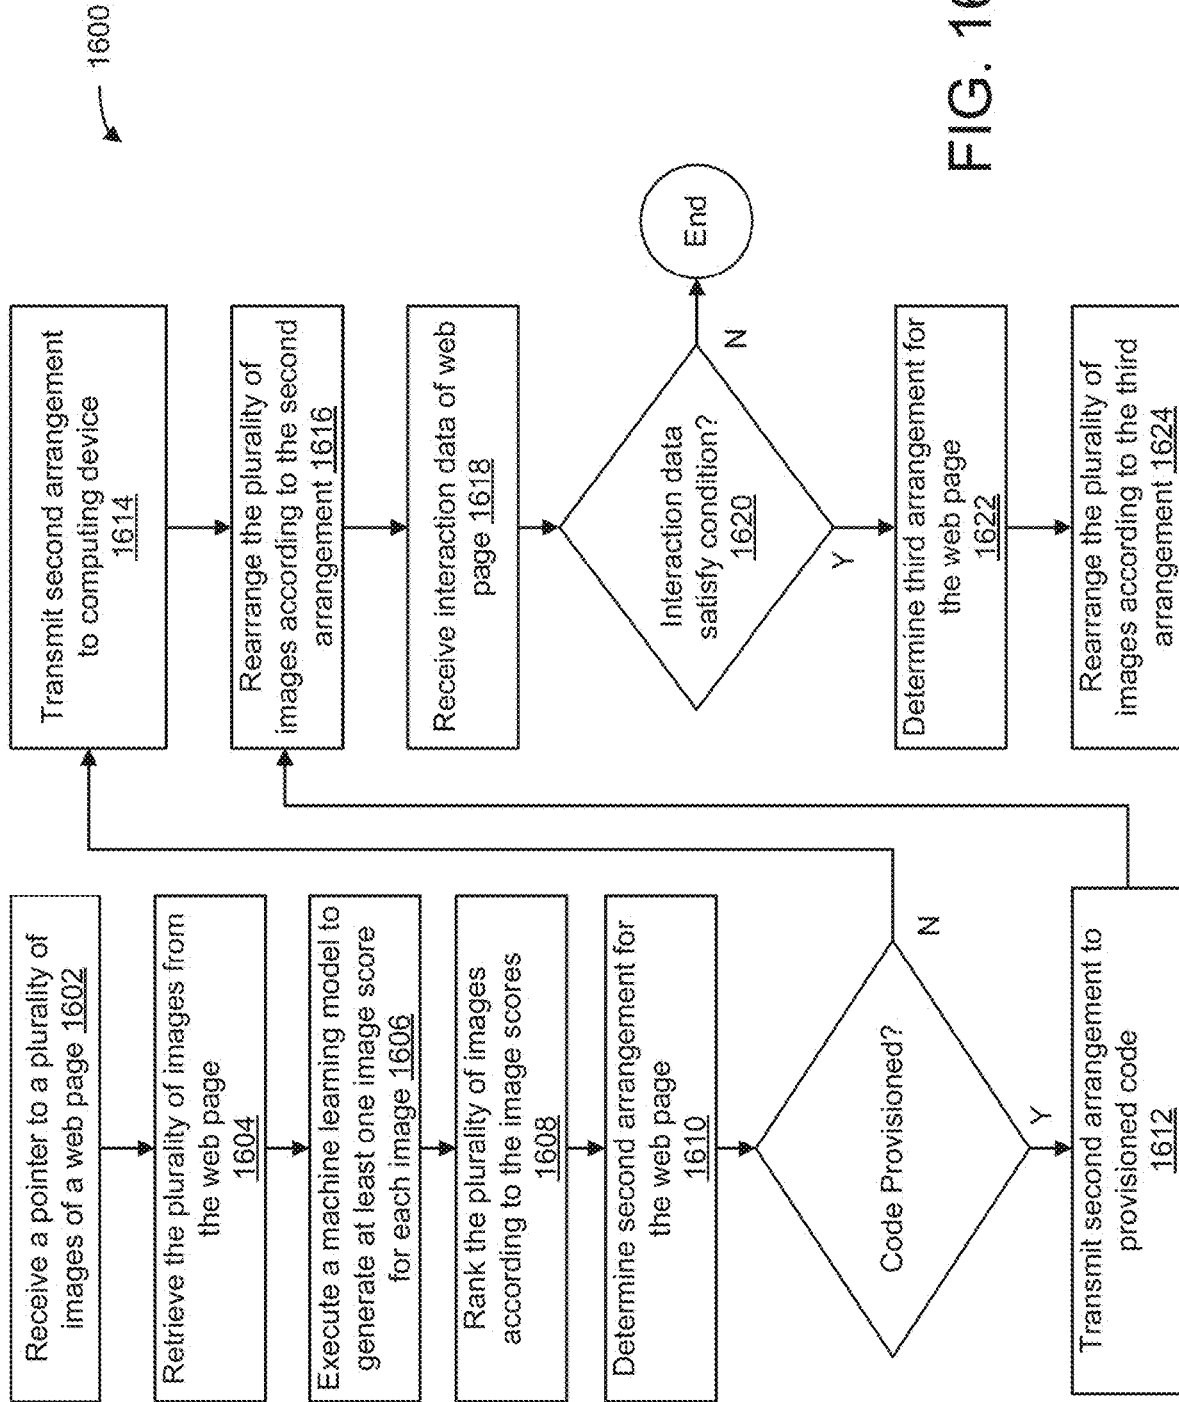 1600
Receive a pointer to a plurality of
images of a web page 1602
Retrieve the plurality of images from
the web page
1604
Execute a machine learning model to
generate at least one image score
for each image 1606
Rank the plurality of images
according to the image scores
1608
Determine second arrangement for
the web page
1610
Code Provisioned?
N
Y
Transmit second arrangement to
provisioned code
1612
Transmit second arrangement
to computing device
1614
Rearrange the plurality of
images according to the second
arrangement 1616
Receive interaction data of web
page 1618
Interaction data
satisfy condition?
1620
N
End
Y
Determine third arrangement for
the web page
1622
Rearrange the plurality of
images according to the third
arrangement 1624
FIG. 16